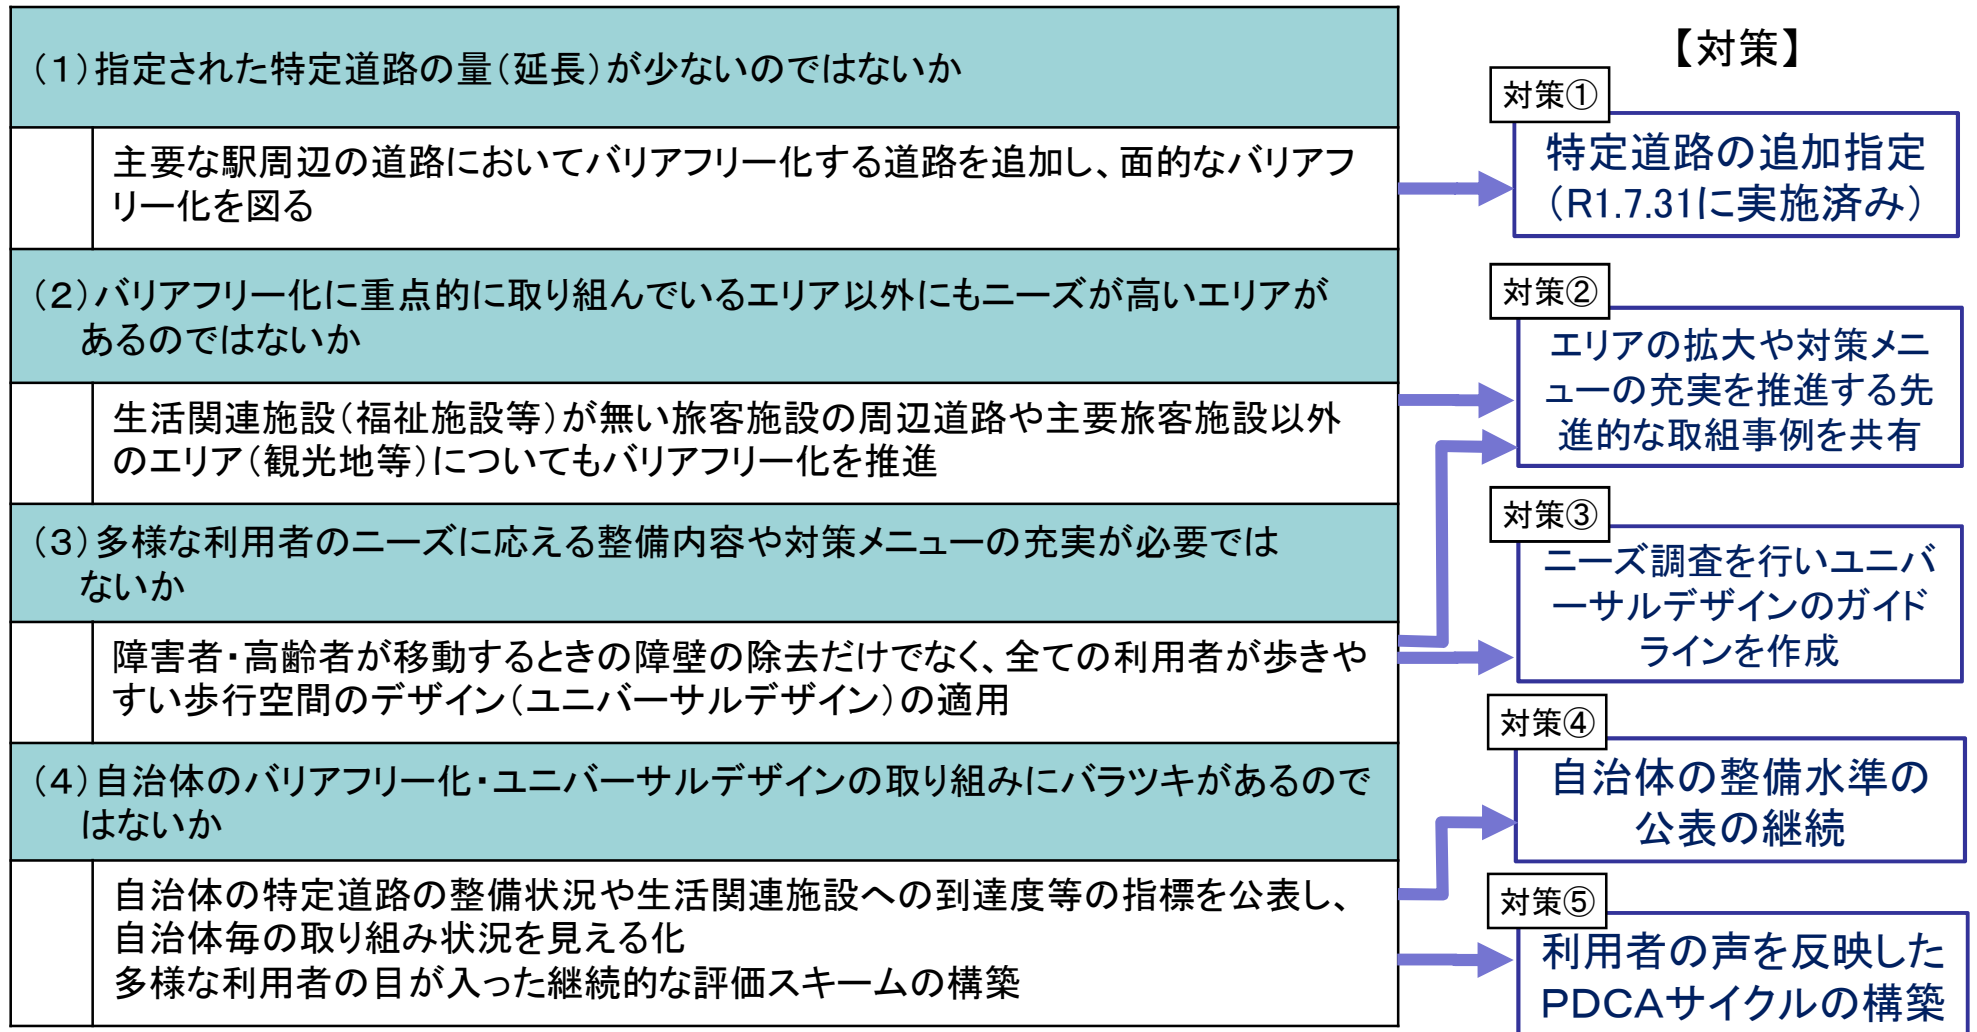 （１）指定された特定道路の量（延長）が少ないのではないか
主要な駅周辺の道路においてバリアフリー化する道路を追加し、面的なバリアフ
リー化を図る
（２）バリアフリー化に重点的に取り組んでいるエリア以外にもニーズが高いエリアが
あるのではないか
生活関連施設（福祉施設等）が無い旅客施設の周辺道路や主要旅客施設以外
のエリア（観光地等）についてもバリアフリー化を推進
（３）多様な利用者のニーズに応える整備内容や対策メニューの充実が必要では
ないか
障害者・高齢者が移動するときの障壁の除去だけでなく、全ての利用者が歩きや
すい歩行空間のデザイン（ユニバーサルデザイン）の適用
（４）自治体のバリアフリー化・ユニバーサルデザインの取り組みにバラツキがあるので
はないか
自治体の特定道路の整備状況や生活関連施設への到達度等の指標を公表し、
自治体毎の取り組み状況を見える化
多様な利用者の目が入った継続的な評価スキームの構築
【対策】
対策①
特定道路の追加指定
（R1.7.31に実施済み）
対策②
エリアの拡大や対策メニ
ューの充実を推進する先
進的な取組事例を共有
対策③
ニーズ調査を行いユニバ
ーサルデザインのガイド
ラインを作成
対策④
自治体の整備水準の
公表の継続
対策⑤
利用者の声を反映した
ＰＤＣＡサイクルの構築